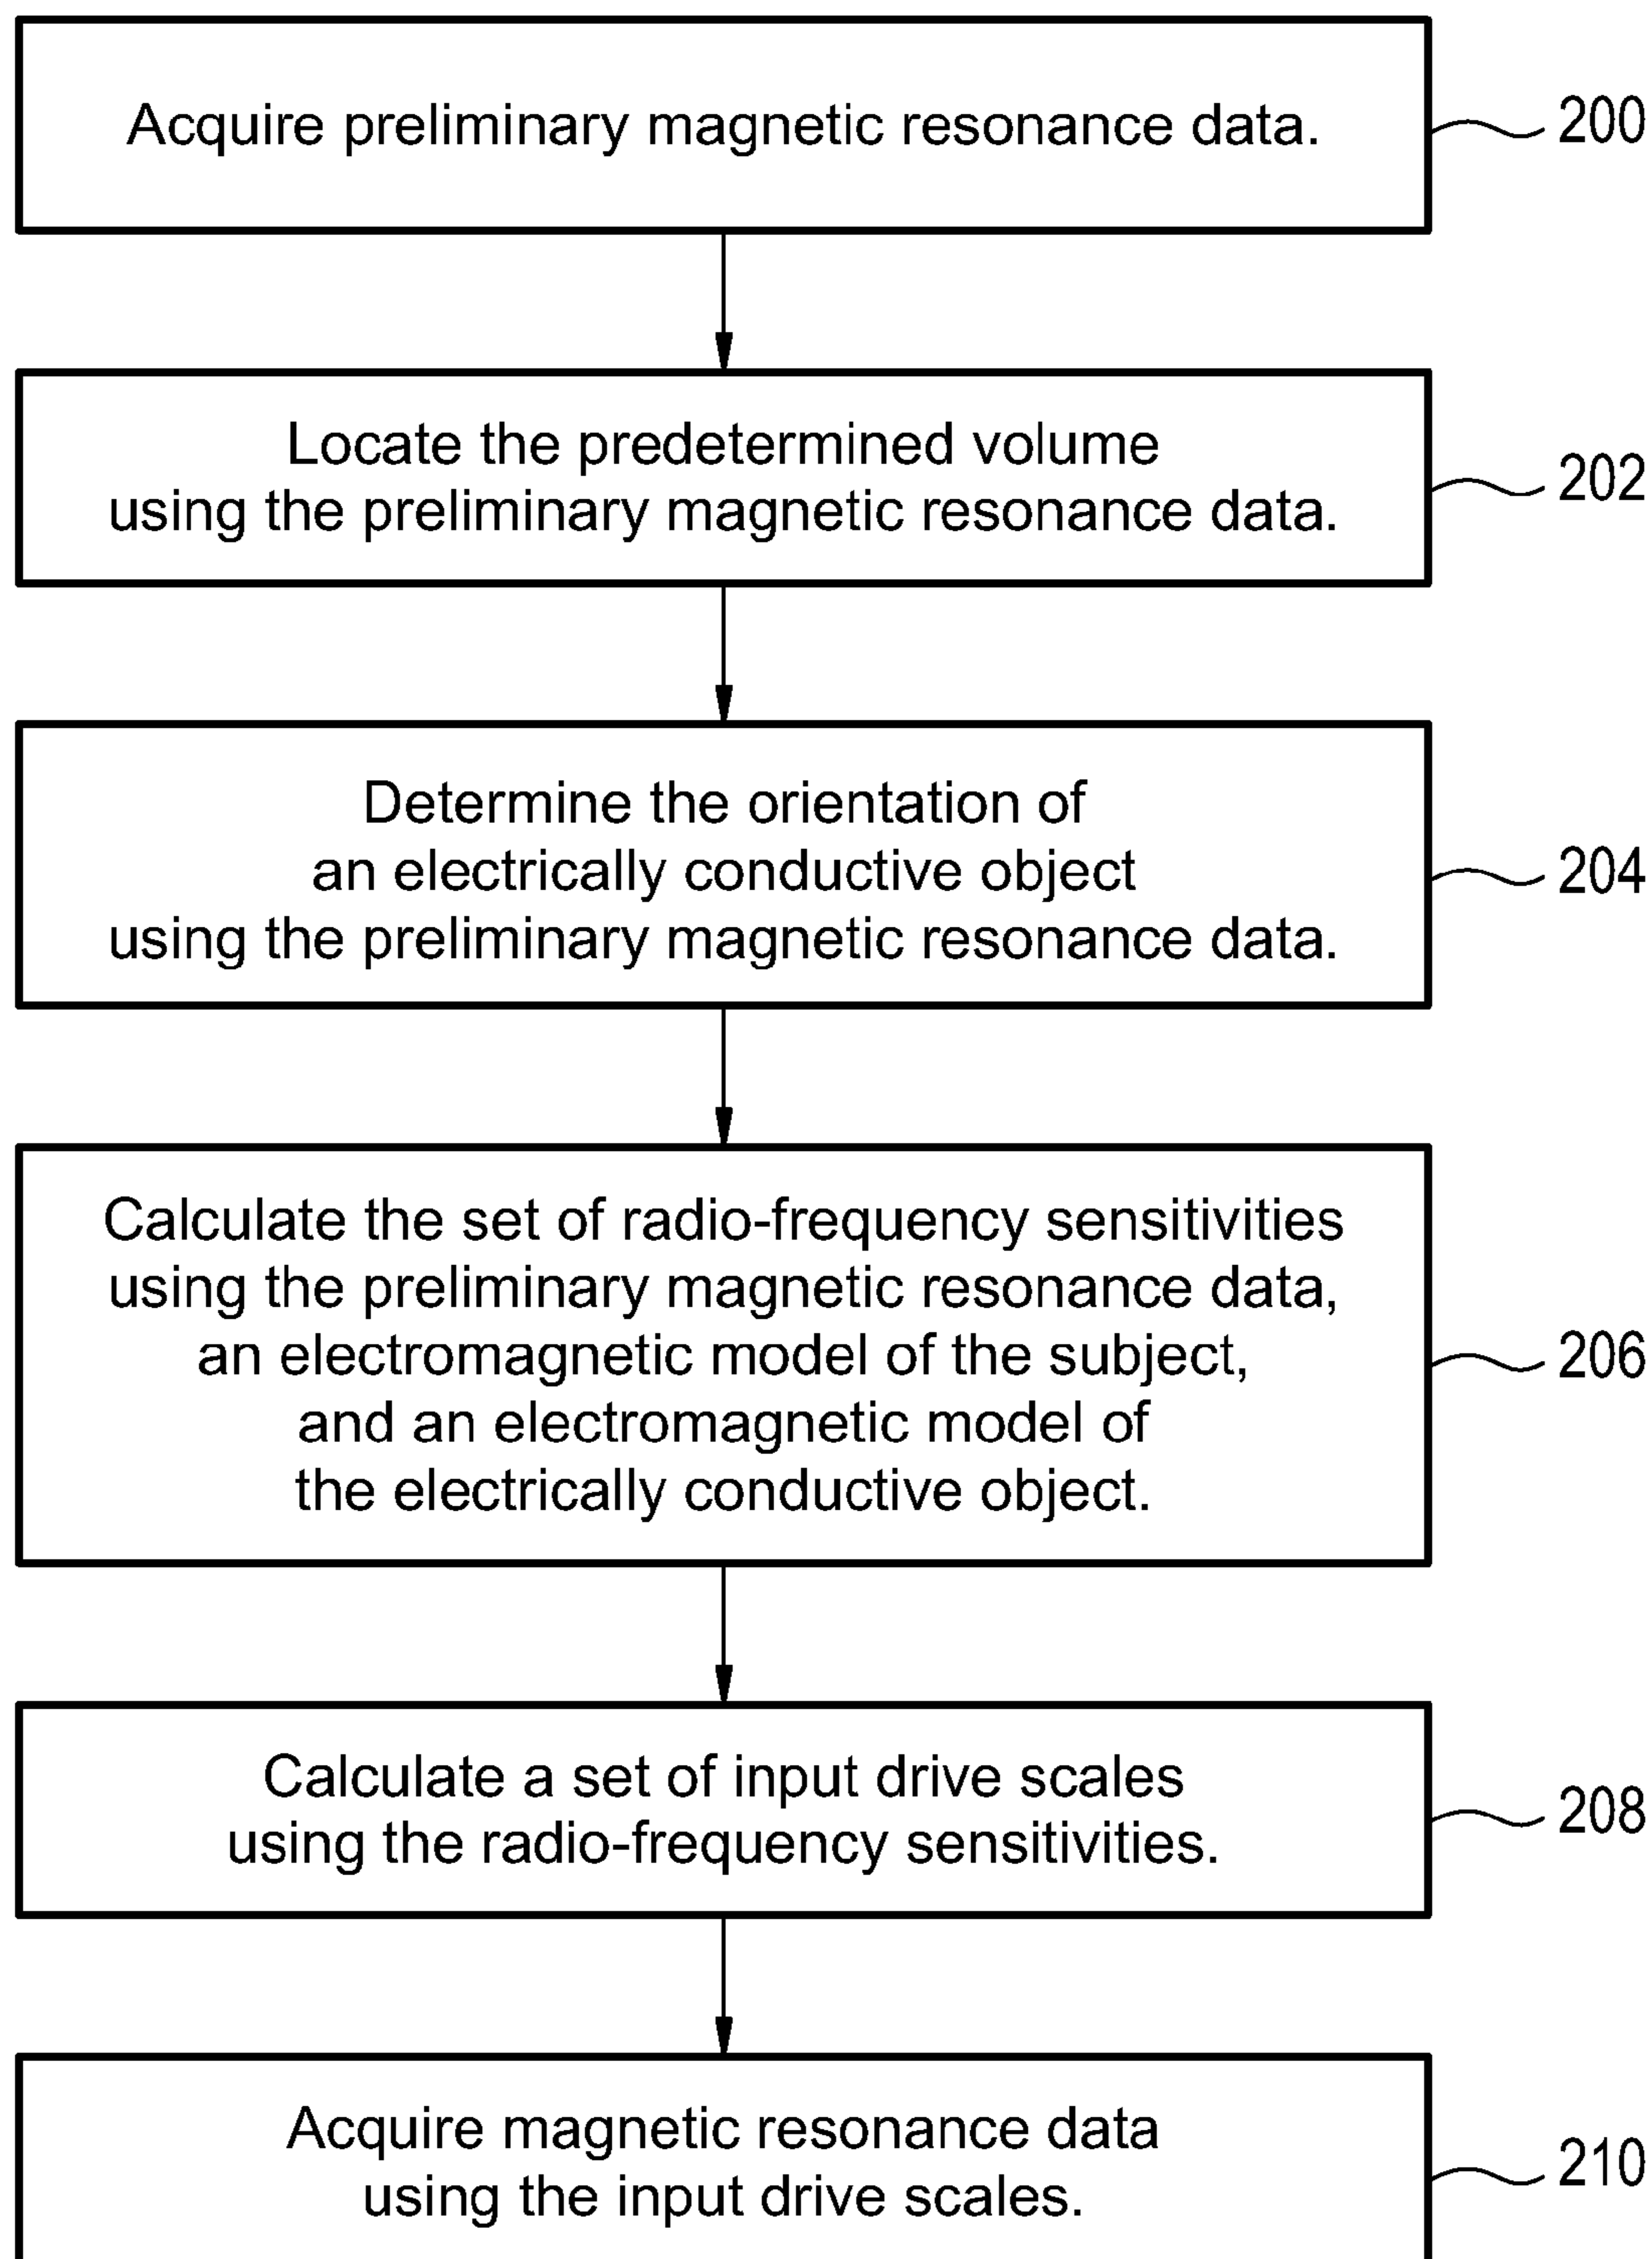 Acquire preliminary magnetic resonance data.
200
Locate the predetermined volume
using the preliminary magnetic resonance data.
202
Determine the orientation of
an electrically conductive object
using the preliminary magnetic resonance data.
204
Calculate the set of radio-frequency sensitivities
using the preliminary magnetic resonance data,
an electromagnetic model of the subject,
and an electromagnetic model of
the electrically conductive object.
206
Calculate a set of input drive scales
using the radio-frequency sensitivities.
208
Acquire magnetic resonance data
using the input drive scales.
210